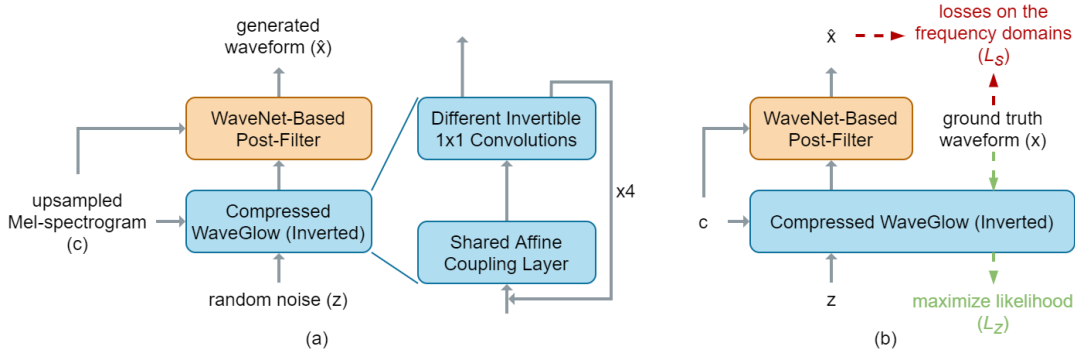 generated
waveform (x̂)
WaveNet-Based
Post-Filter
upsampled
Mel-spectrogram
(c)
Compressed
WaveGlow (Inverted)
random noise (z)
Different Invertible
1x1 Convolutions
x4
Shared Affine
Coupling Layer
(a)
x̂
losses on the
frequency domains
(L_S)
WaveNet-Based
Post-Filter
ground truth
waveform (x)
c
Compressed WaveGlow (Inverted)
z
maximize likelihood
(L_Z)
(b)